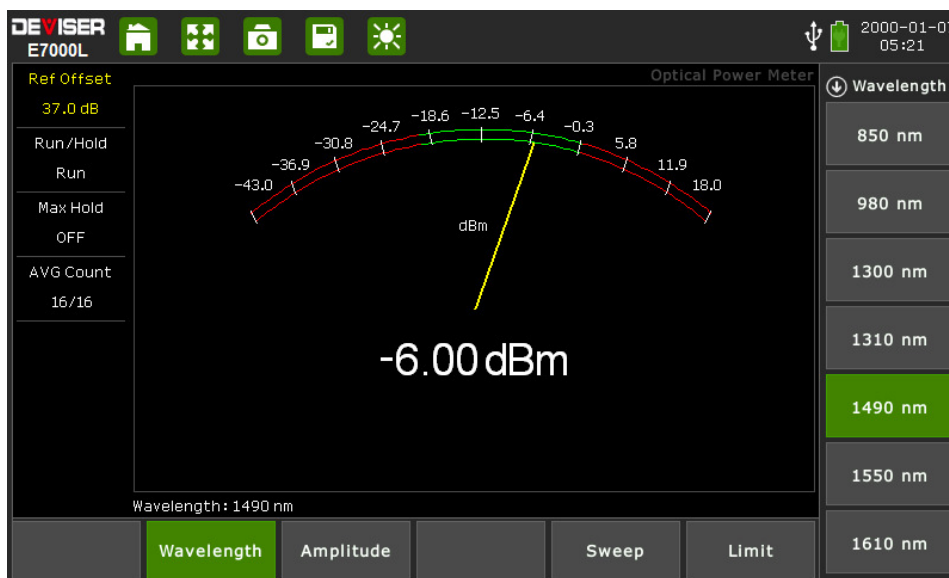 DEVISER
E7000L
2000-01-07
05:21
Ref Offset
37.0 dB
Run/Hold
Run
Max Hold
OFF
AVG Count
16/16
Optical Power Meter
-43.0
-36.9
-30.8
-24.7
-18.6
-12.5
-6.4
-0.3
5.8
11.9
18.0
dBm
-6.00 dBm
Wavelength: 1490 nm
Wavelength
850 nm
980 nm
1300 nm
1310 nm
1490 nm
1550 nm
1610 nm
Wavelength
Amplitude
Sweep
Limit